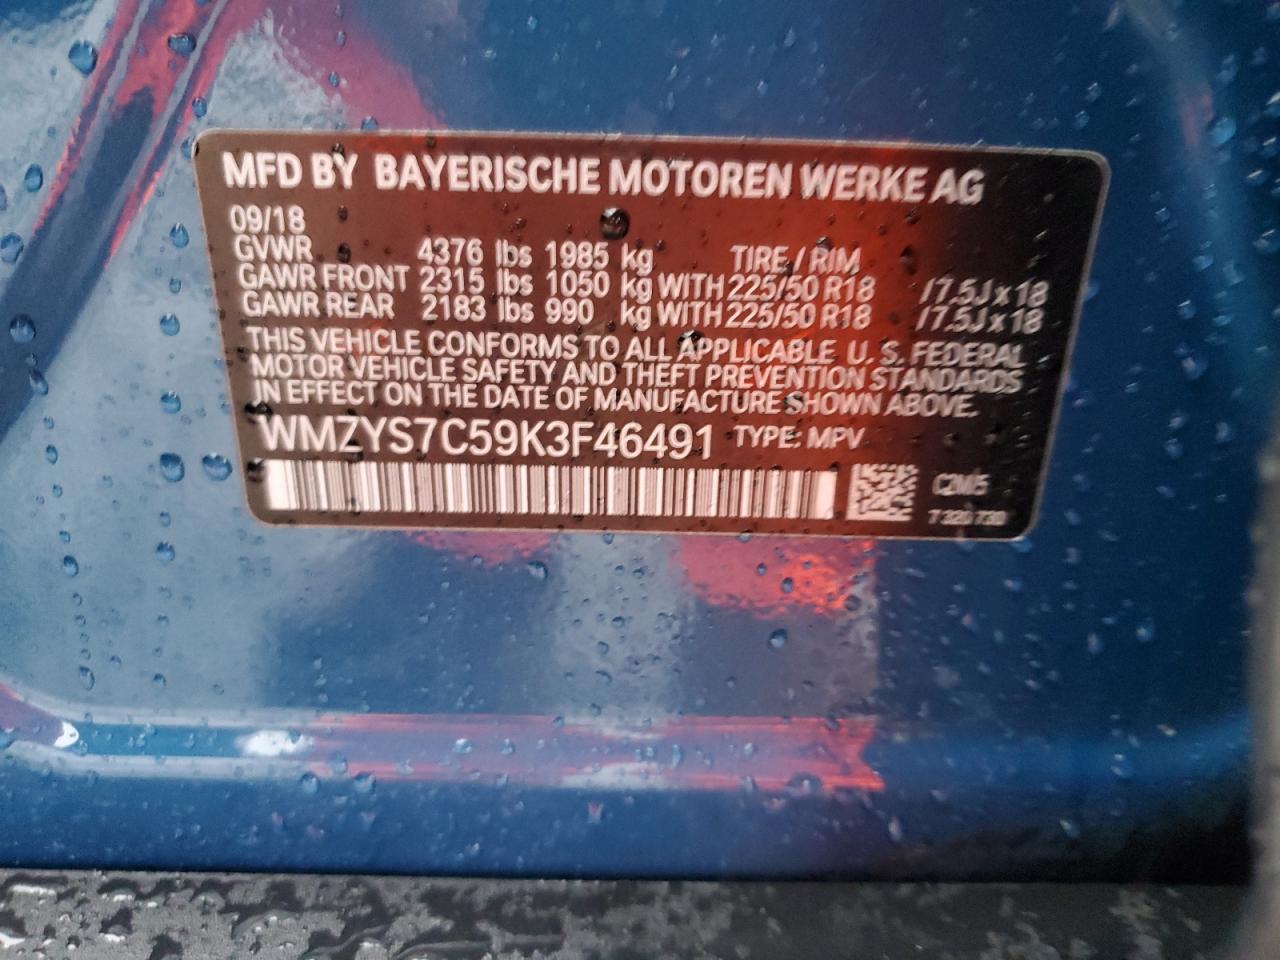 MFD BY BAYERISCHE MOTOREN WERKE AG
09/18
GVWR 4376 lbs 1985 kg TIRE / RIM
GAWR FRONT 2315 lbs 1050 kg WITH 225/50 R18 / 7.5J x 18
GAWR REAR 2183 lbs 990 kg WITH 225/50 R18 / 7.5J x 18
THIS VEHICLE CONFORMS TO ALL APPLICABLE U. S. FEDERAL
MOTOR VEHICLE SAFETY AND THEFT PREVENTION STANDARDS
IN EFFECT ON THE DATE OF MANUFACTURE SHOWN ABOVE.
WMZYS7C59K3F46491 TYPE: MPV
C2M/5
7 320 730